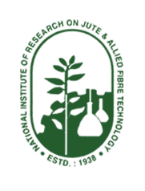 NATIONAL INSTITUTE OF RESEARCH ON JUTE & ALLIED FIBRE TECHNOLOGY
• ESTD. : 1938 •